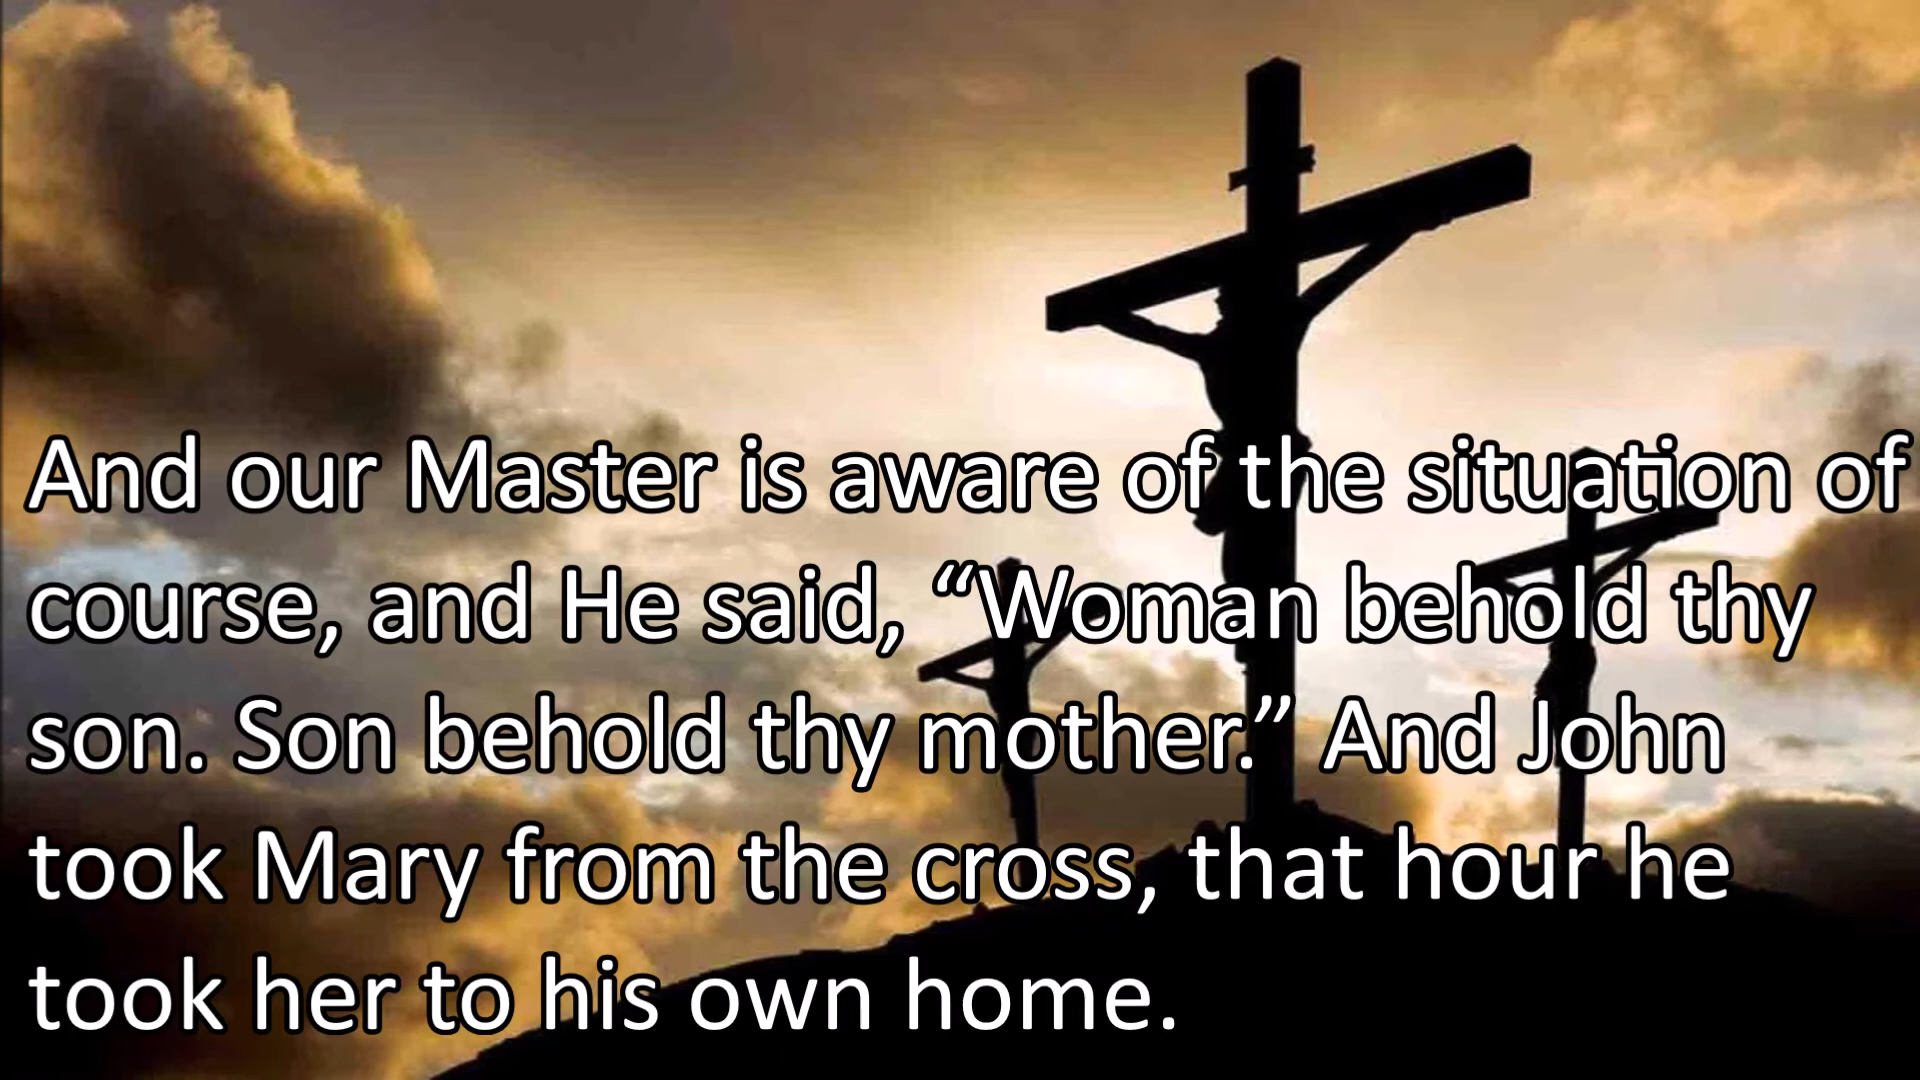 And our Master is aware of the situation of
course, and He said, “Woman behold thy
son. Son behold thy mother.” And John
took Mary from the cross, that hour he
took her to his own home.